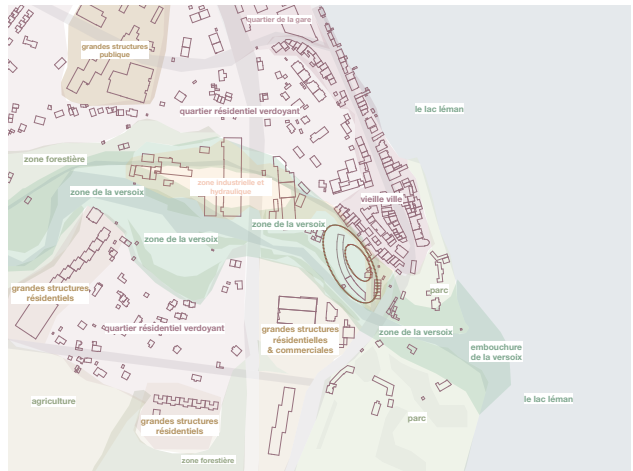 quartier de la gare
grandes structures
publique
le lac léman
quartier résidentiel verdoyant
zone forestière
zone industrielle et
hydraulique
zone de la versoix
vieille ville
zone de la versoix
zone de la versoix
grandes structures
résidentiels
parc
quartier résidentiel verdoyant
grandes structures
résidentielles
& commerciales
zone de la versoix
embouchure
de la versoix
agriculture
le lac léman
grandes structures
résidentiels
parc
zone forestière